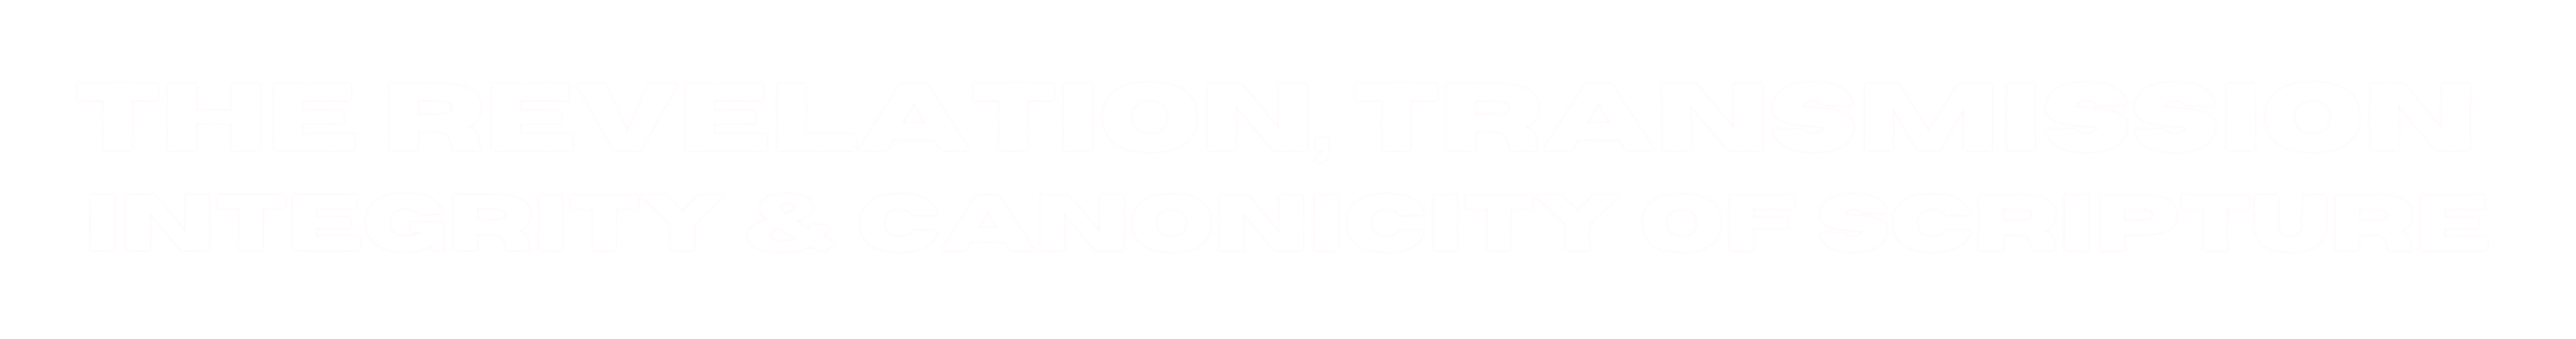 THE REVELATION, TRANSMISSION
INTEGRITY & CANONICITY OF SCRIPTURE